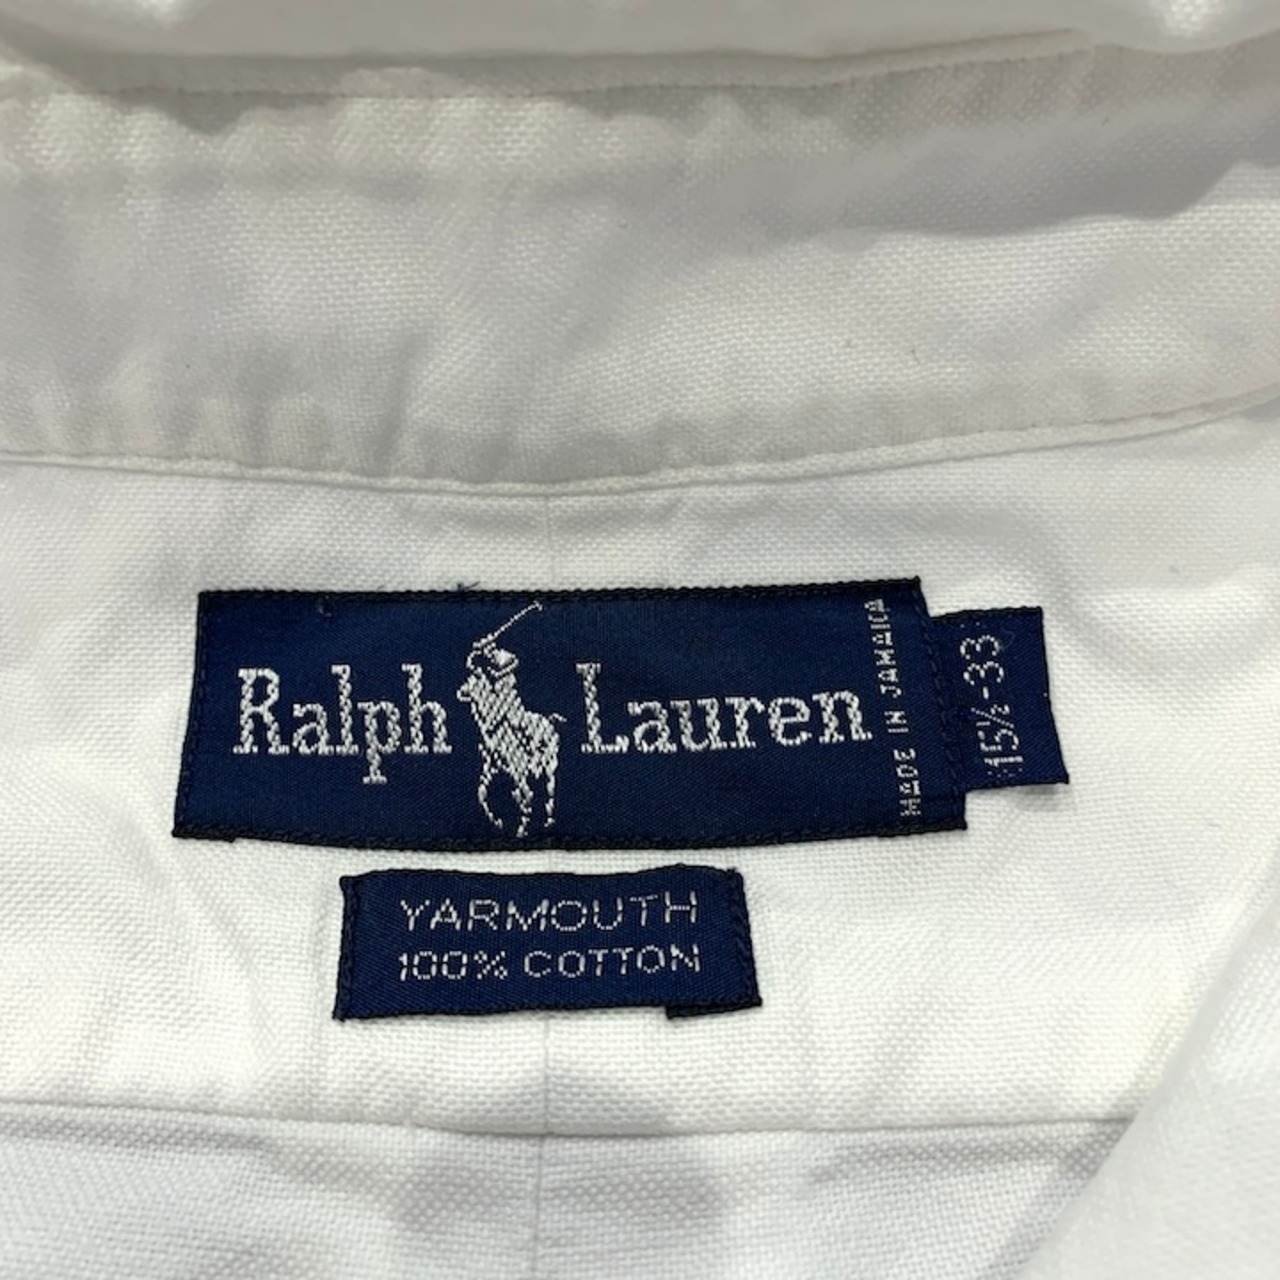 Ralph Lauren
MADE IN JAMAICA
15½-33
YARMOUTH
100% COTTON